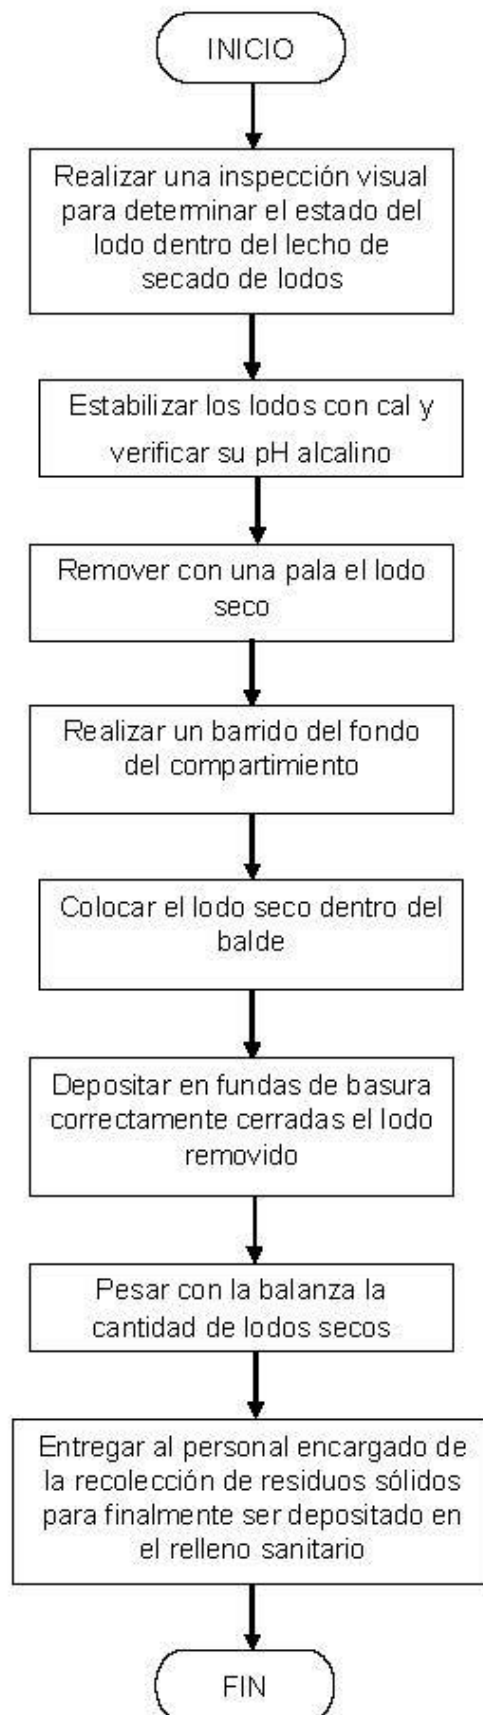 INICIO
Realizar una inspección visual
para determinar el estado del
lodo dentro del lecho de
secado de lodos
Estabilizar los lodos con cal y
verificar su pH alcalino
Remover con una pala el lodo
seco
Realizar un barrido del fondo
del compartimiento
Colocar el lodo seco dentro del
balde
Depositar en fundas de basura
correctamente cerradas el lodo
removido
Pesar con la balanza la
cantidad de lodos secos
Entregar al personal encargado de
la recolección de residuos sólidos
para finalmente ser depositado en
el relleno sanitario
FIN